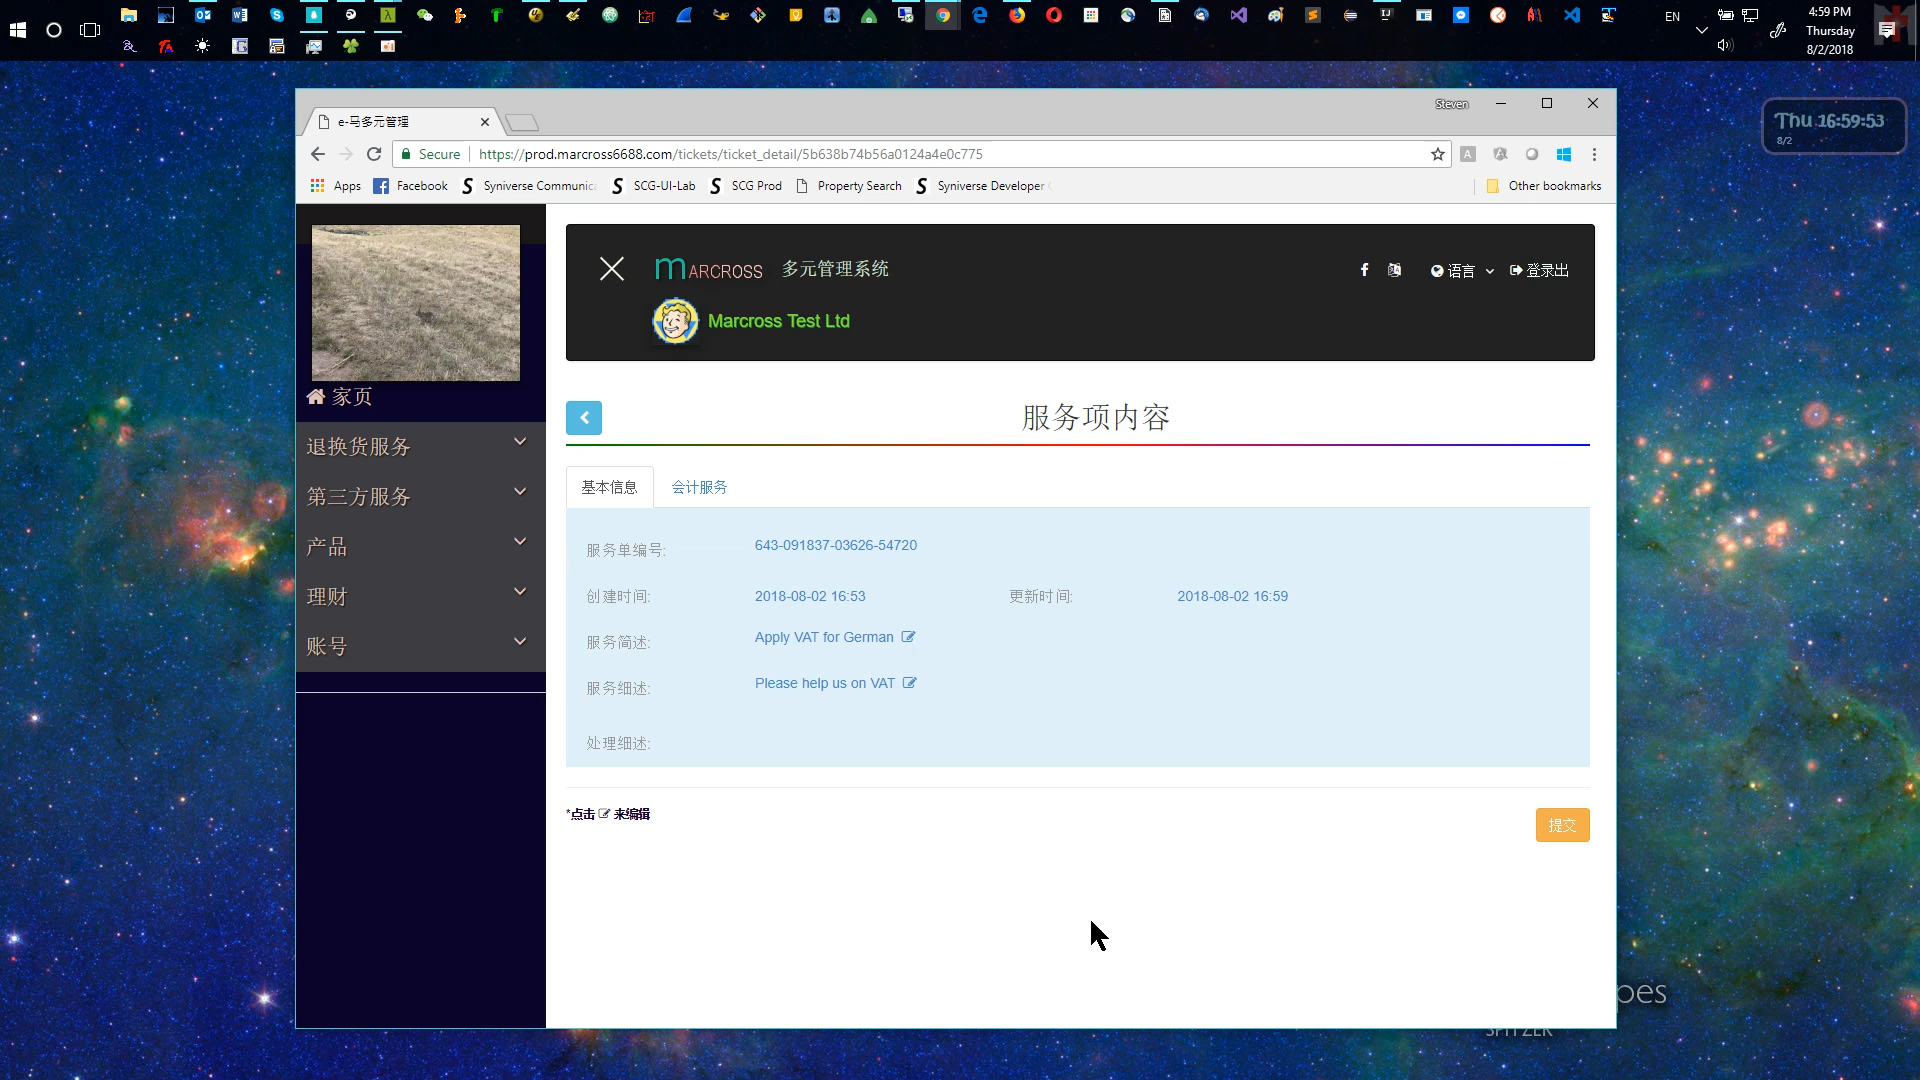 EN
4:59 PM
Thursday
8/2/2018
Thu 16:59:53
8/2
Steven
e-马多元管理
Secure https://prod.marcross6688.com/tickets/ticket_detail/5b638b74b56a0124a4e0c775
Apps Facebook Syniverse Communic SCG-UI-Lab SCG Prod Property Search Syniverse Developer Other bookmarks
家页
退换货服务
第三方服务
产品
理财
账号
mARCROSS 多元管理系统
语言 登录出
Marcross Test Ltd
服务项内容
基本信息 会计服务
服务单编号: 643-091837-03626-54720
创建时间: 2018-08-02 16:53 更新时间: 2018-08-02 16:59
服务简述: Apply VAT for German
服务细述: Please help us on VAT
处理细述:
*点击 来编辑
提交
pes
SPITZER